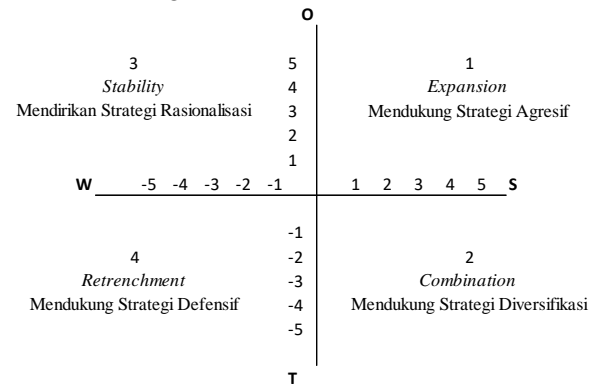 O
3
Stability
Mendirikan Strategi Rasionalisasi
5
4
3
2
1
1
Expansion
Mendukung Strategi Agresif
W -5 -4 -3 -2 -1 1 2 3 4 5 S
4
Retrenchment
Mendukung Strategi Defensif
-1
-2
-3
-4
-5
2
Combination
Mendukung Strategi Diversifikasi
T